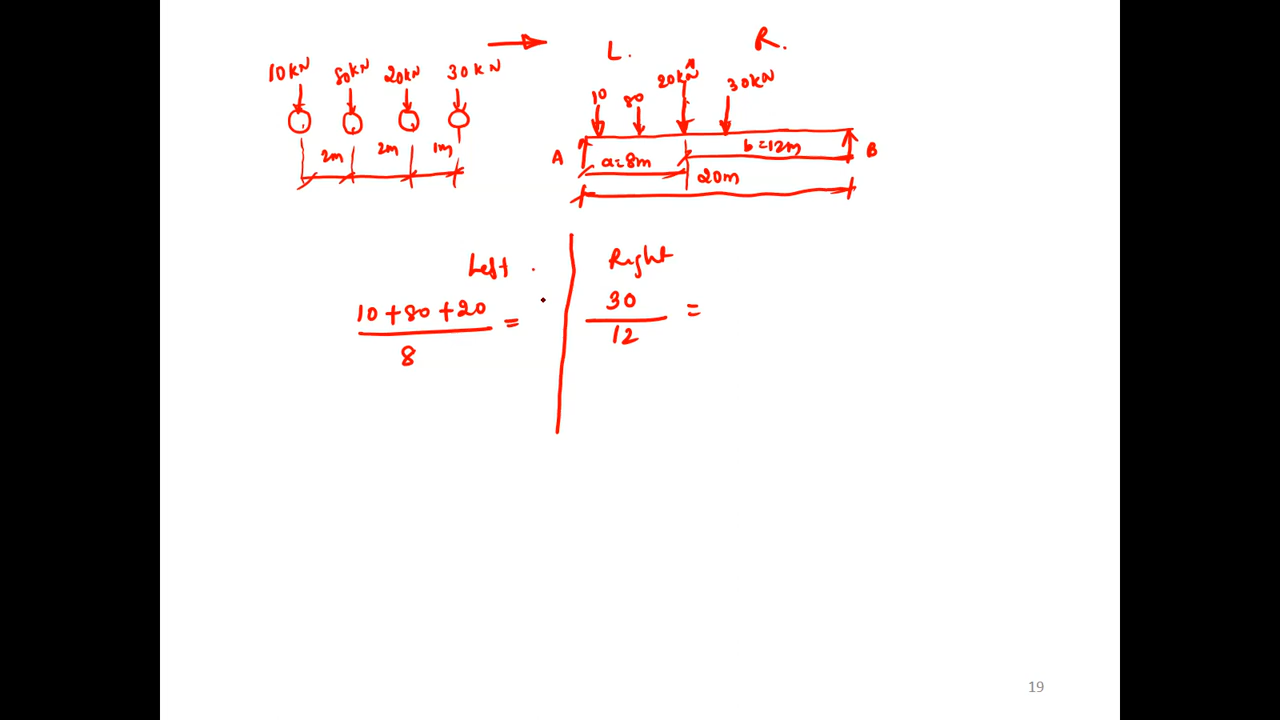 10kN 80kN 20kN 30kN
2m 2m 1m
L. R.
10 80 20kN 30kN
A a=8m b=12m B
20m
Left . Right
10+80+20 / 8 = 30 / 12 =
19